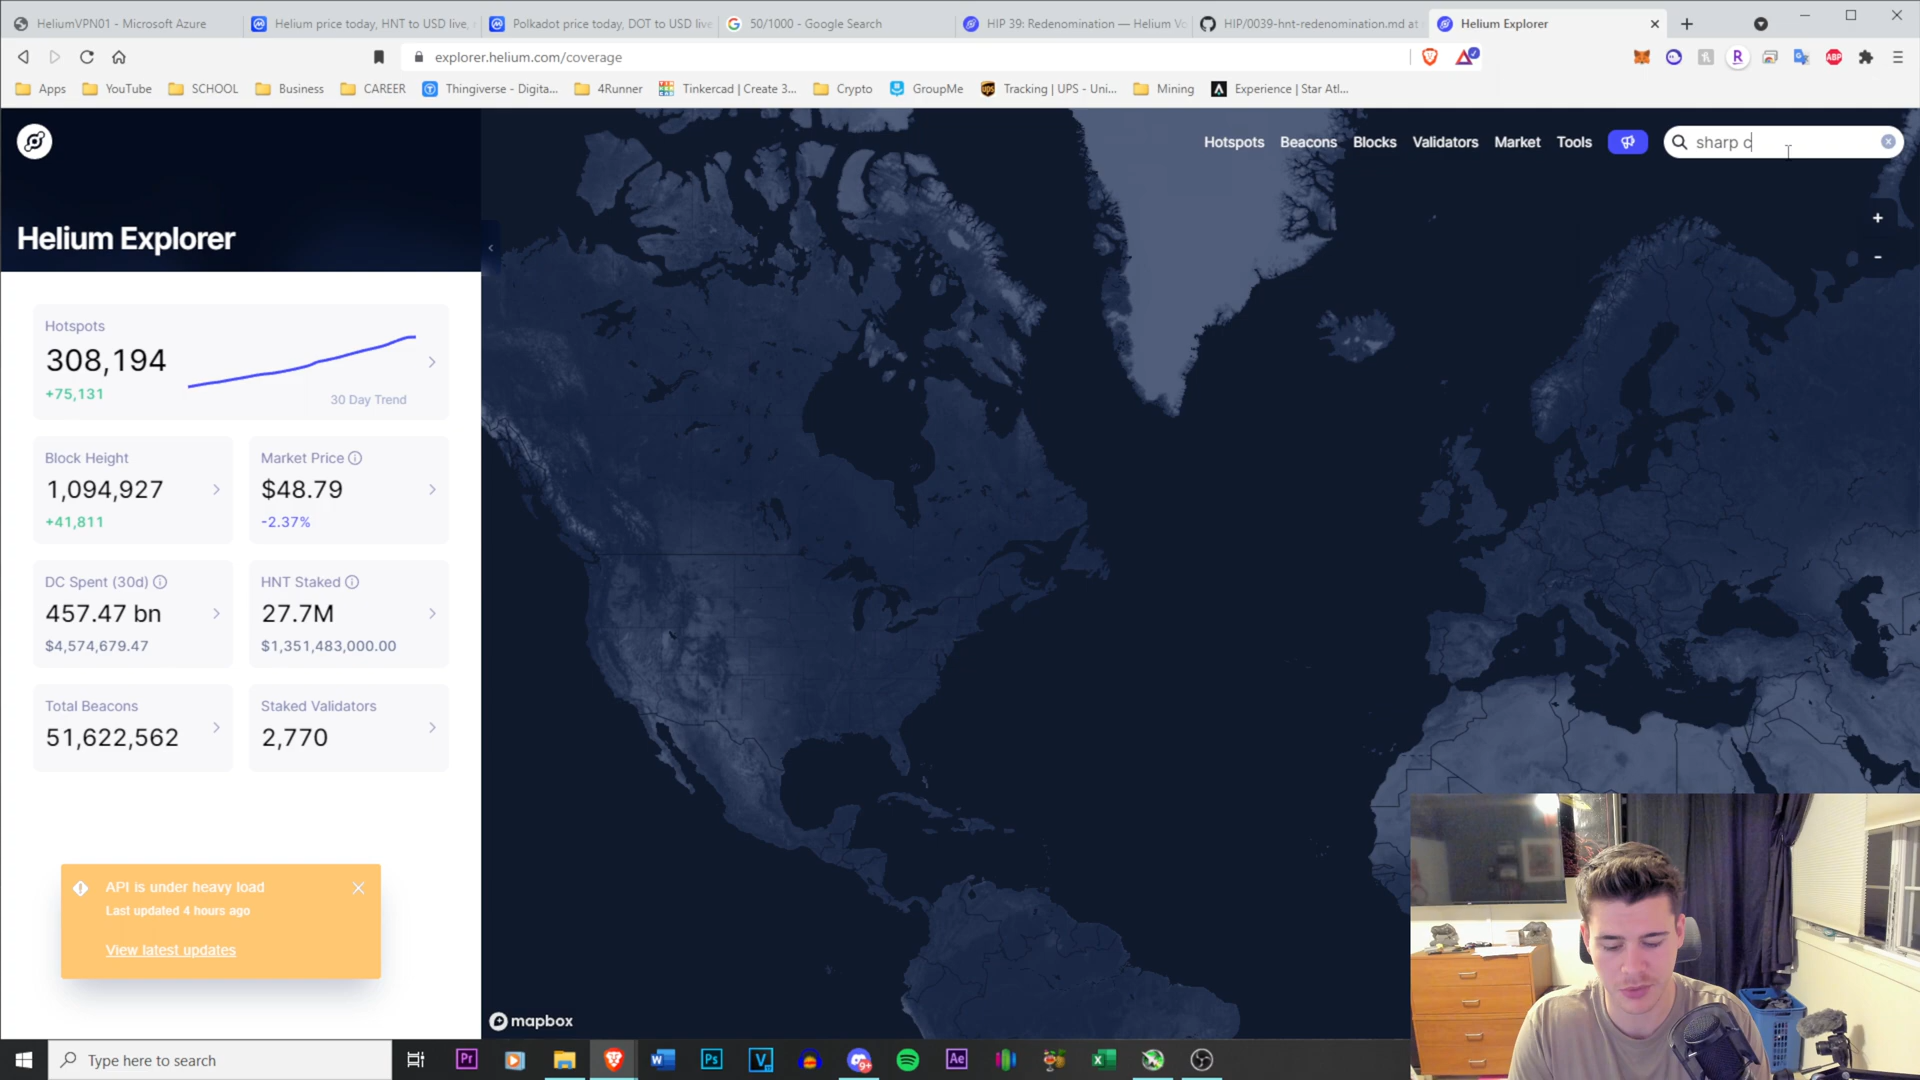 HeliumVPN01 - Microsoft Azure
Helium price today, HNT to USD live,
Polkadot price today, DOT to USD live
50/1000 - Google Search
HIP 39: Redenomination — Helium Vo
HIP/0039-hnt-redenomination.md at
Helium Explorer
explorer.helium.com/coverage
Apps
YouTube
SCHOOL
Business
CAREER
Thingiverse - Digita...
4Runner
Tinkercad | Create 3...
Crypto
GroupMe
Tracking | UPS - Uni...
Mining
Experience | Star Atl...
Hotspots
Beacons
Blocks
Validators
Market
Tools
sharp c
Helium Explorer
Hotspots
308,194
+75,131
30 Day Trend
Block Height
1,094,927
+41,811
Market Price
$48.79
-2.37%
DC Spent (30d)
457.47 bn
$4,574,679.47
HNT Staked
27.7M
$1,351,483,000.00
Total Beacons
51,622,562
Staked Validators
2,770
API is under heavy load
Last updated 4 hours ago
View latest updates
mapbox
Type here to search